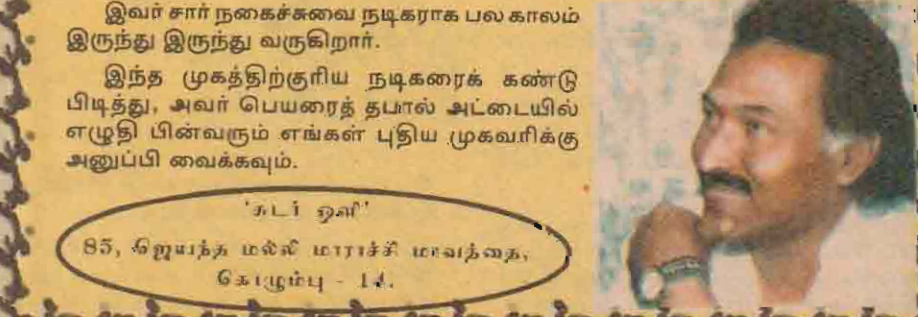 இவர் சார் நகைச்சுவை நடிகராக பல காலம்
இருந்து இருந்து வருகிறார்.
இந்த முகத்திற்குரிய நடிகரைக் கண்டு
பிடித்து, அவர் பெயரைத் தபால் அட்டையில்
எழுதி பின்வரும் எங்கள் புதிய முகவரிக்கு
அனுப்பி வைக்கவும்.
'சுடர் ஒளி'
85, ஜெயந்த மல்லி மாராச்சி மாவத்தை,
கொழும்பு - 14.